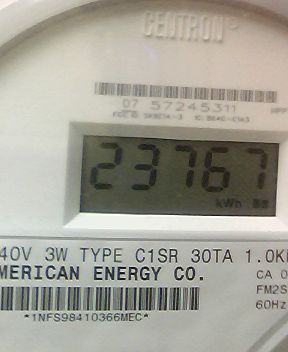 CENTRON®
07 57245311
23767
kWh
40V 3W TYPE C1SR 30TA 1.0K
MERICAN ENERGY CO.
CA 0
FM2S
60Hz
*1NFS98410366MEC*